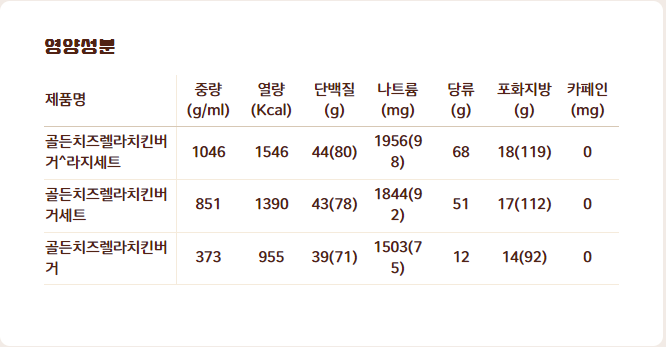 영양성분
제품명 중량 (g/ml) 열량 (Kcal) 단백질 (g) 나트륨 (mg) 당류 (g) 포화지방 (g) 카페인 (mg)
골든치즈렐라치킨버거^라지세트 1046 1546 44(80) 1956(98) 68 18(119) 0
골든치즈렐라치킨버거세트 851 1390 43(78) 1844(92) 51 17(112) 0
골든치즈렐라치킨버거 373 955 39(71) 1503(75) 12 14(92) 0